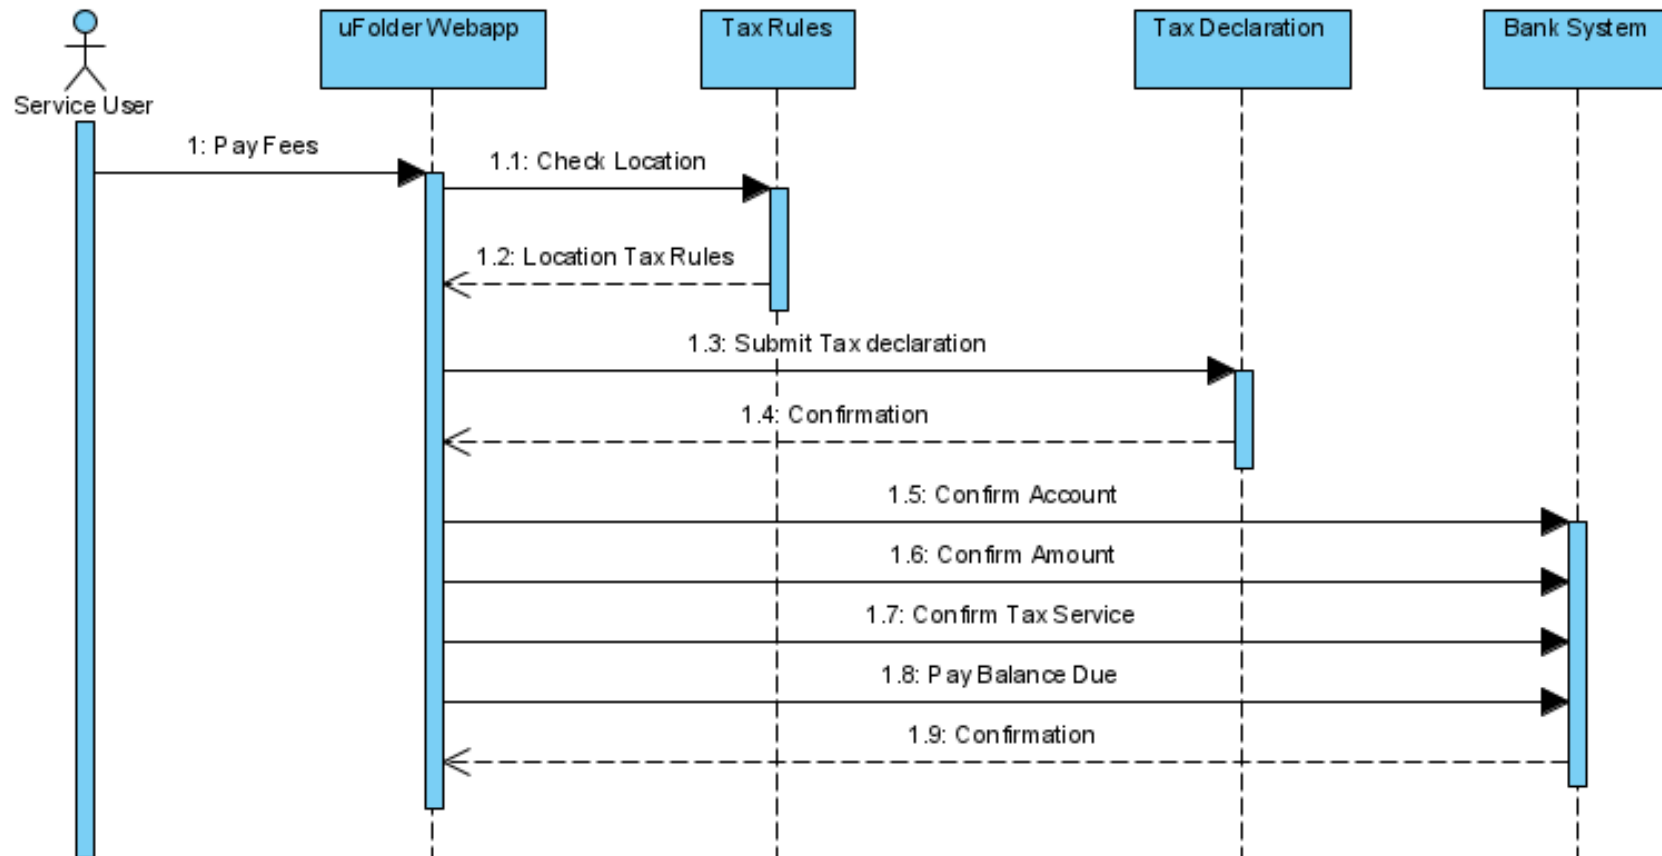 uFolder Webapp
Tax Rules
Tax Declaration
Bank System
Service User
1: Pay Fees
1.1: Check Location
1.2: Location Tax Rules
1.3: Submit Tax declaration
1.4: Confirmation
1.5: Confirm Account
1.6: Confirm Amount
1.7: Confirm Tax Service
1.8: Pay Balance Due
1.9: Confirmation